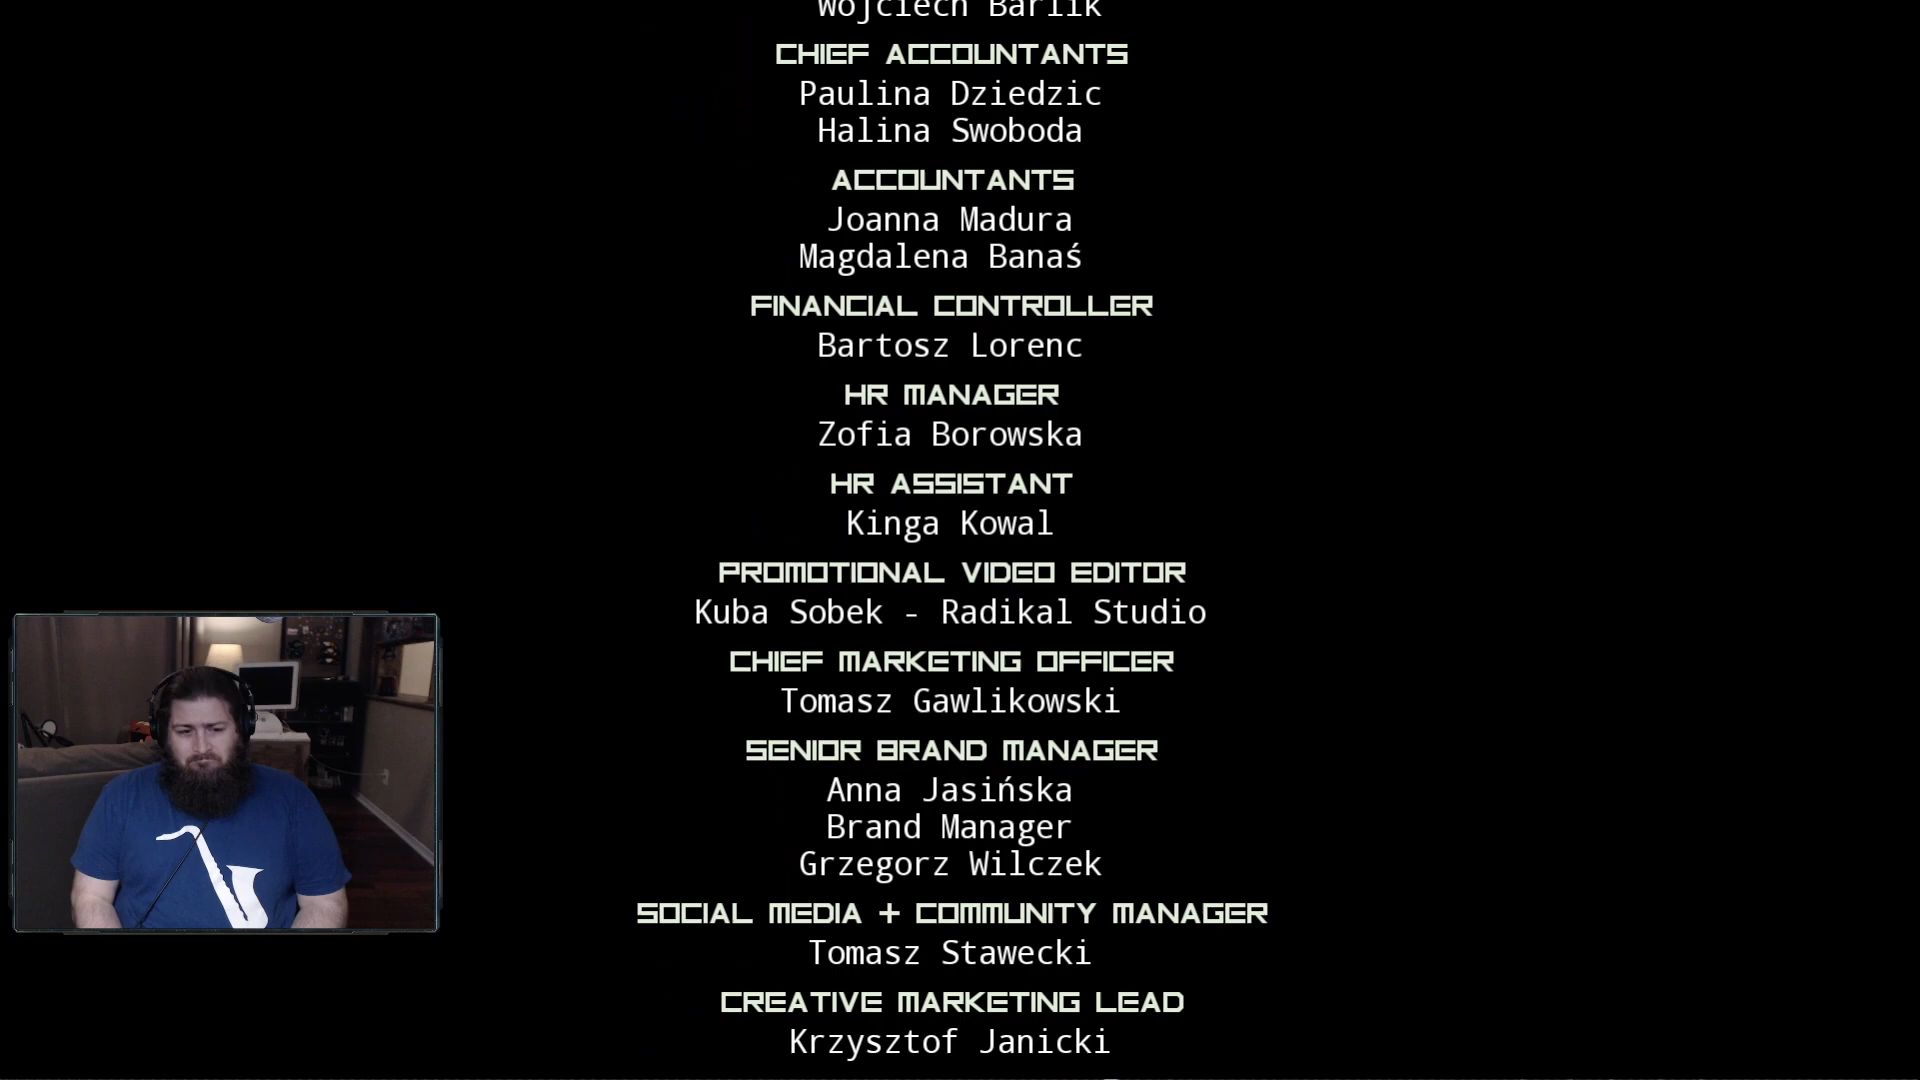 Wojciech Barlik
CHIEF ACCOUNTANTS
Paulina Dziedzic
Halina Swoboda
ACCOUNTANTS
Joanna Madura
Magdalena Banaś
FINANCIAL CONTROLLER
Bartosz Lorenc
HR MANAGER
Zofia Borowska
HR ASSISTANT
Kinga Kowal
PROMOTIONAL VIDEO EDITOR
Kuba Sobek - Radikal Studio
CHIEF MARKETING OFFICER
Tomasz Gawlikowski
SENIOR BRAND MANAGER
Anna Jasińska
Brand Manager
Grzegorz Wilczek
SOCIAL MEDIA + COMMUNITY MANAGER
Tomasz Stawecki
CREATIVE MARKETING LEAD
Krzysztof Janicki